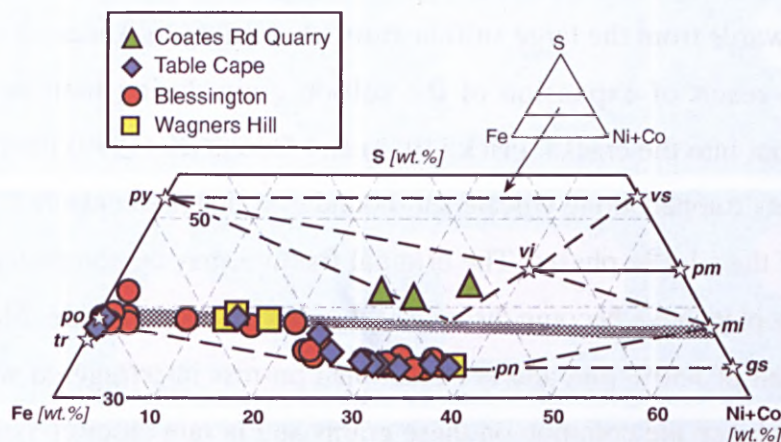 Coates Rd Quarry
Table Cape
Blessington
Wagners Hill
S
Fe
Ni+Co
S [wt.%]
py
50
vs
vl
pm
po
mi
tr
pn
gs
Fe [wt.%]
30
10
20
30
40
50
60
Ni+Co
[wt.%]